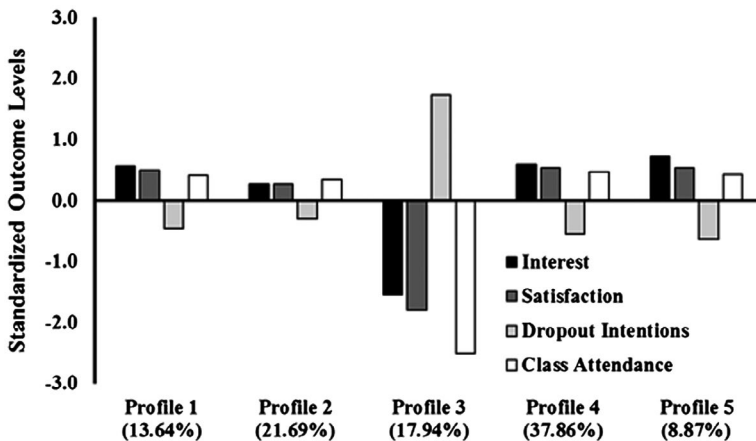 Standardized Outcome Levels
3.0
2.0
1.0
0.0
-1.0
-2.0
-3.0
Interest
Satisfaction
Dropout Intentions
Class Attendance
Profile 1
(13.64%)
Profile 2
(21.69%)
Profile 3
(17.94%)
Profile 4
(37.86%)
Profile 5
(8.87%)